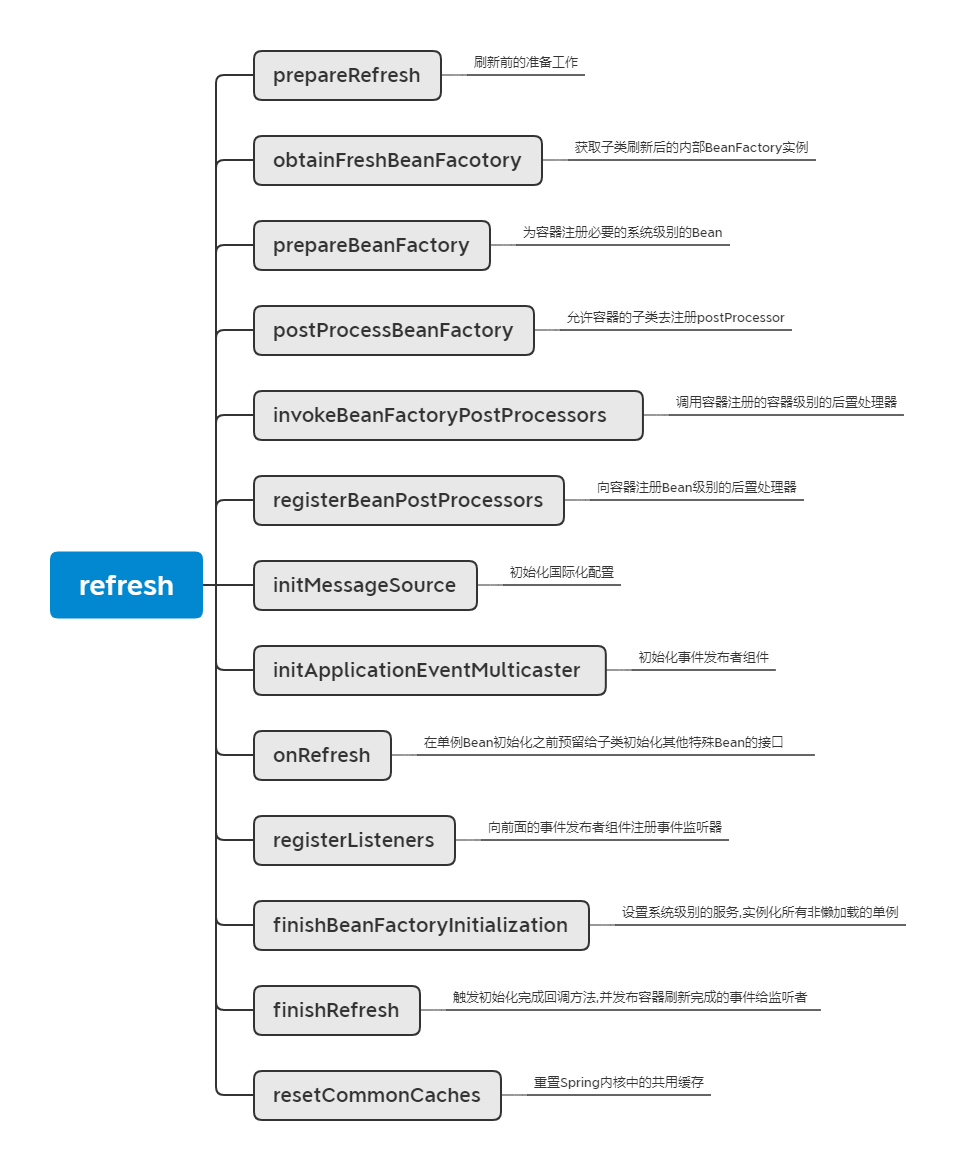 prepareRefresh
刷新前的准备工作
obtainFreshBeanFacotory
获取子类刷新后的内部BeanFactory实例
prepareBeanFactory
为容器注册必要的系统级别的Bean
postProcessBeanFactory
允许容器的子类去注册postProcessor
invokeBeanFactoryPostProcessors
调用容器注册的容器级别的后置处理器
registerBeanPostProcessors
向容器注册Bean级别的后置处理器
refresh
initMessageSource
初始化国际化配置
initApplicationEventMulticaster
初始化事件发布者组件
onRefresh
在单例Bean初始化之前预留给子类初始化其他特殊Bean的接口
registerListeners
向前面的事件发布者组件注册事件监听器
finishBeanFactoryInitialization
设置系统级别的服务,实例化所有非懒加载的单例
finishRefresh
触发初始化完成回调方法,并发布容器刷新完成的事件给监听者
resetCommonCaches
重置Spring内核中的共用缓存